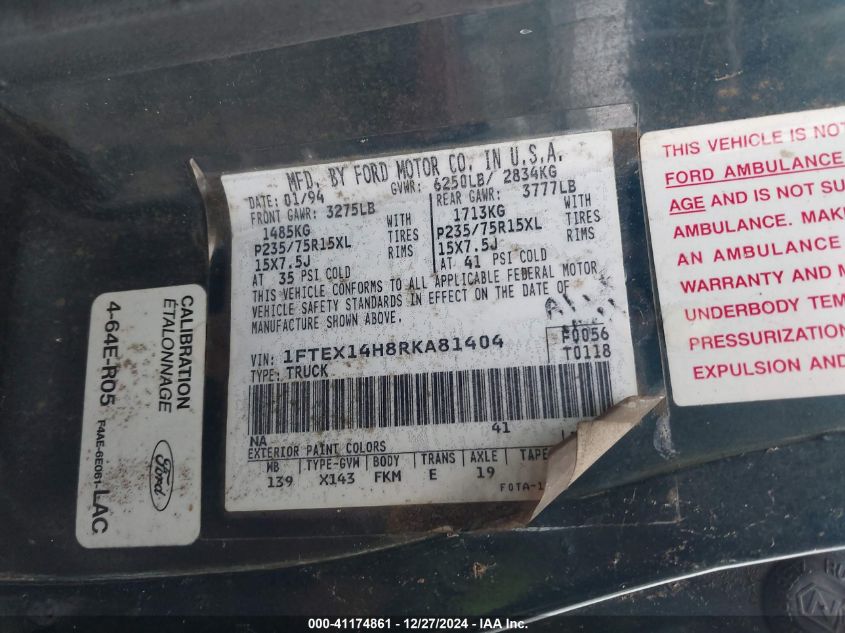 MFD. BY FORD MOTOR CO. IN U.S.A.
DATE: 01/94 GVWR: 6250LB/ 2834KG
FRONT GAWR: 3275LB REAR GAWR: 3777LB
1485KG WITH 1713KG WITH
P235/75R15XL TIRES P235/75R15XL TIRES
15X7.5J RIMS 15X7.5J RIMS
AT 35 PSI COLD AT 41 PSI COLD
THIS VEHICLE CONFORMS TO ALL APPLICABLE FEDERAL MOTOR
VEHICLE SAFETY STANDARDS IN EFFECT ON THE DATE OF
MANUFACTURE SHOWN ABOVE.
VIN: 1FTEX14H8RKA81404 F0056
TYPE: TRUCK T0118
NA 41
EXTERIOR PAINT COLORS
WB TYPE-GVW BODY TRANS AXLE TAPE
139 X143 FKM E 19
FOTA-1
CALIBRATION
ÉTALONNAGE
4-64E-R05
F4AE-6E061-LAC
Ford
THIS VEHICLE IS NOT
FORD AMBULANCE
AGE AND IS NOT SU
AMBULANCE. MAK
AN AMBULANCE
WARRANTY AND M
UNDERBODY TEM
PRESSURIZATION
EXPULSION AND
000-41174861 - 12/27/2024 - IAA Inc.